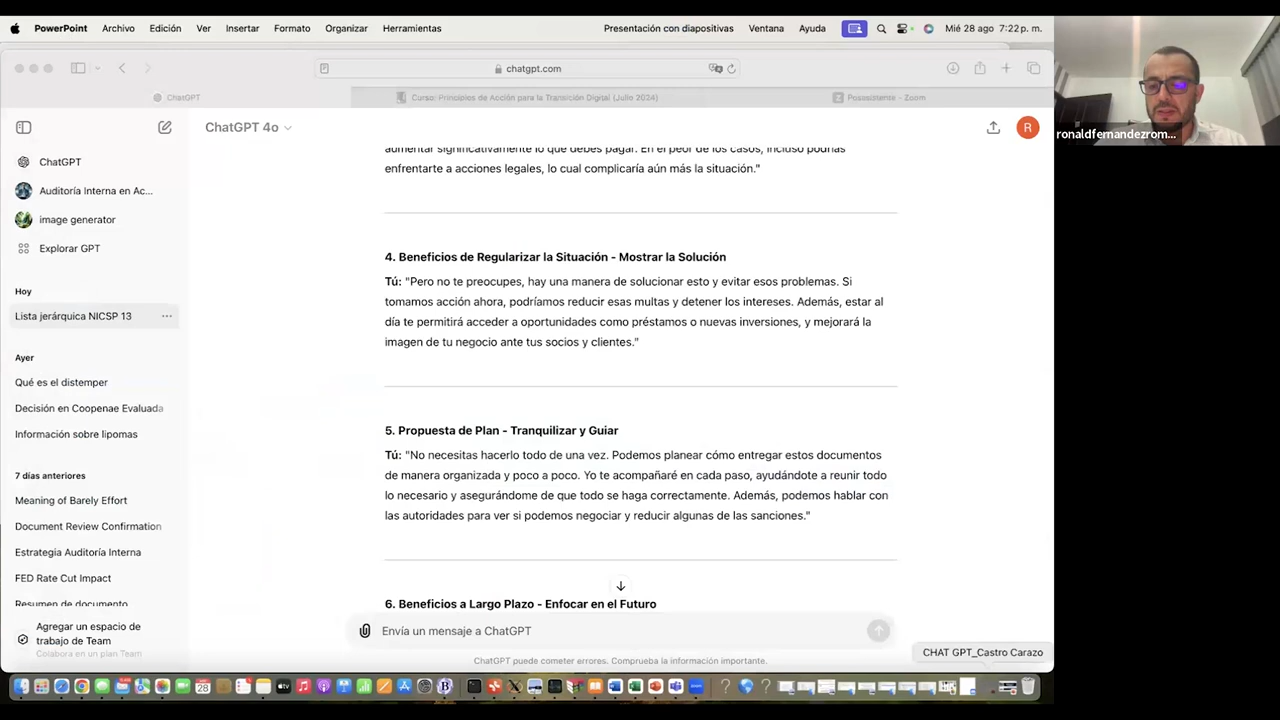 PowerPoint Archivo Edición Ver Insertar Formato Organizar Herramientas Presentación con diapositivas Ventana Ayuda Mié 28 ago 7:22 p. m.
chatgpt.com
ChatGPT
Curso: Principios de Acción para la Transición Digital (Julio 2024)
Posasistente - Zoom
ChatGPT 4o
R
ronaldfernandezrom...
ChatGPT
Auditoría Interna en Ac...
image generator
Explorar GPT
Hoy
Lista jerárquica NICSP 13
Ayer
Qué es el distemper
Decisión en Coopenae Evaluada
Información sobre lipomas
7 días anteriores
Meaning of Barely Effort
Document Review Confirmation
Estrategia Auditoría Interna
FED Rate Cut Impact
Resumen de documento
Agregar un espacio de
trabajo de Team
Colabora en un plan Team
aumentar significativamente lo que debes pagar. En el peor de los casos, incluso podrías
enfrentarte a acciones legales, lo cual complicaría aún más la situación."
4. Beneficios de Regularizar la Situación - Mostrar la Solución
Tú: "Pero no te preocupes, hay una manera de solucionar esto y evitar esos problemas. Si
tomamos acción ahora, podríamos reducir esas multas y detener los intereses. Además, estar al
día te permitirá acceder a oportunidades como préstamos o nuevas inversiones, y mejorará la
imagen de tu negocio ante tus socios y clientes."
5. Propuesta de Plan - Tranquilizar y Guiar
Tú: "No necesitas hacerlo todo de una vez. Podemos planear cómo entregar estos documentos
de manera organizada y poco a poco. Yo te acompañaré en cada paso, ayudándote a reunir todo
lo necesario y asegurándome de que todo se haga correctamente. Además, podemos hablar con
las autoridades para ver si podemos negociar y reducir algunas de las sanciones."
6. Beneficios a Largo Plazo - Enfocar en el Futuro
Envía un mensaje a ChatGPT
ChatGPT puede cometer errores. Comprueba la información importante.
CHAT GPT_Castro Carazo